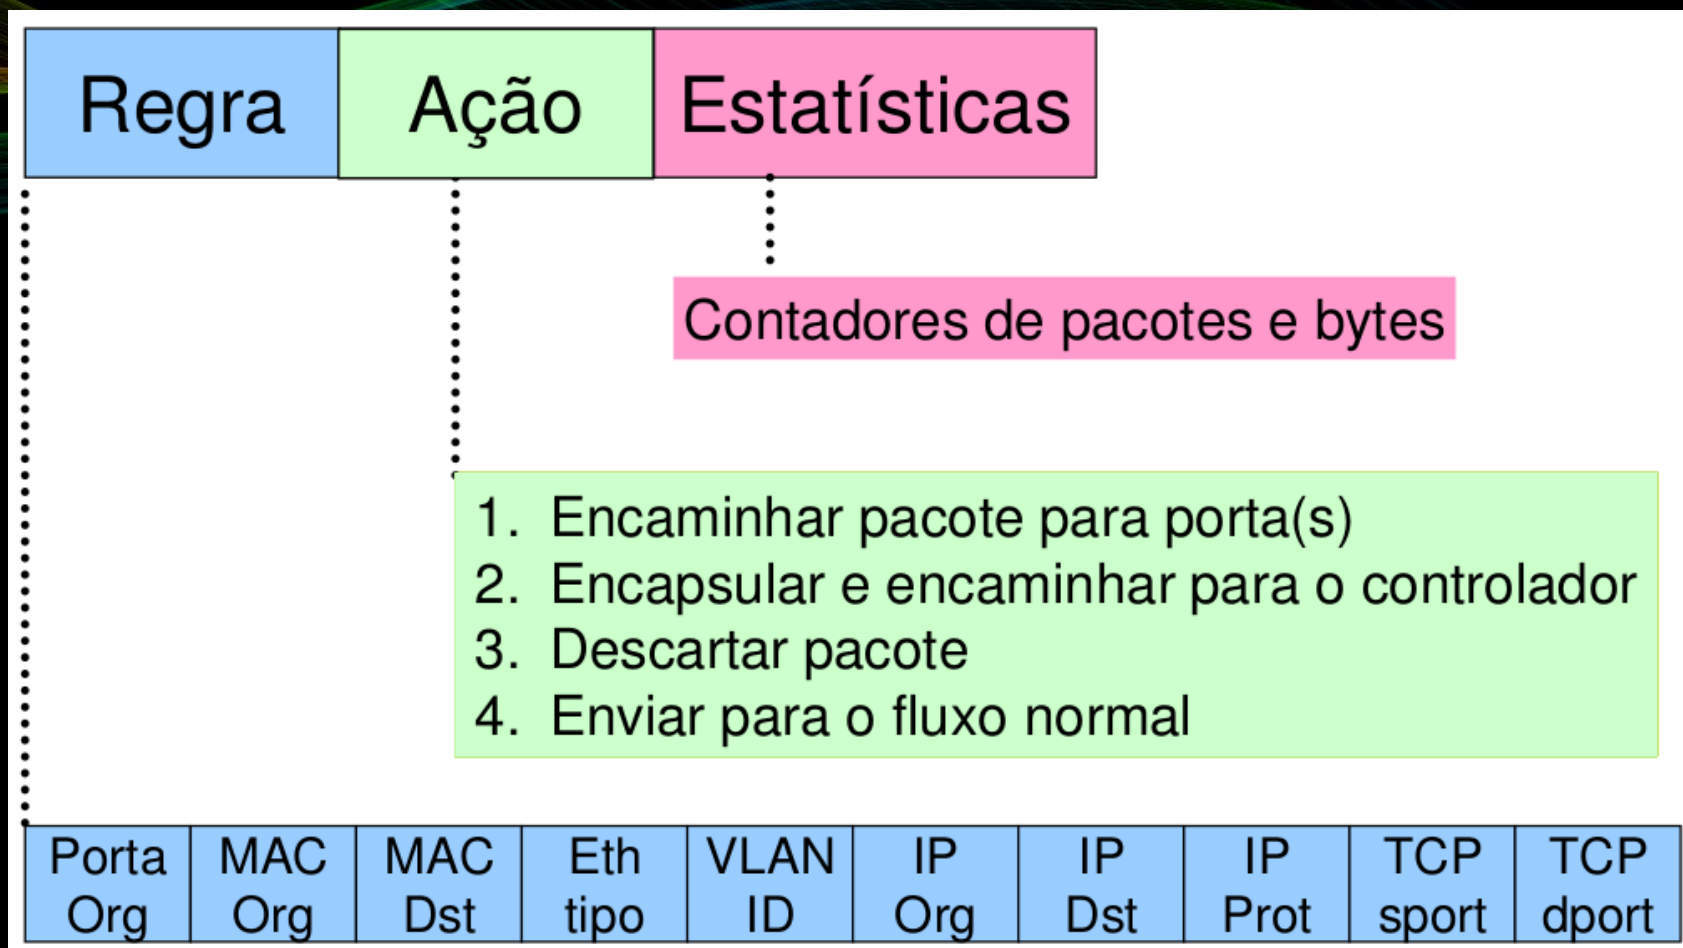 Regra Ação Estatísticas
Contadores de pacotes e bytes
1. Encaminhar pacote para porta(s)
2. Encapsular e encaminhar para o controlador
3. Descartar pacote
4. Enviar para o fluxo normal
Porta MAC MAC Eth VLAN IP IP IP TCP TCP
Org Org Dst tipo ID Org Dst Prot sport dport